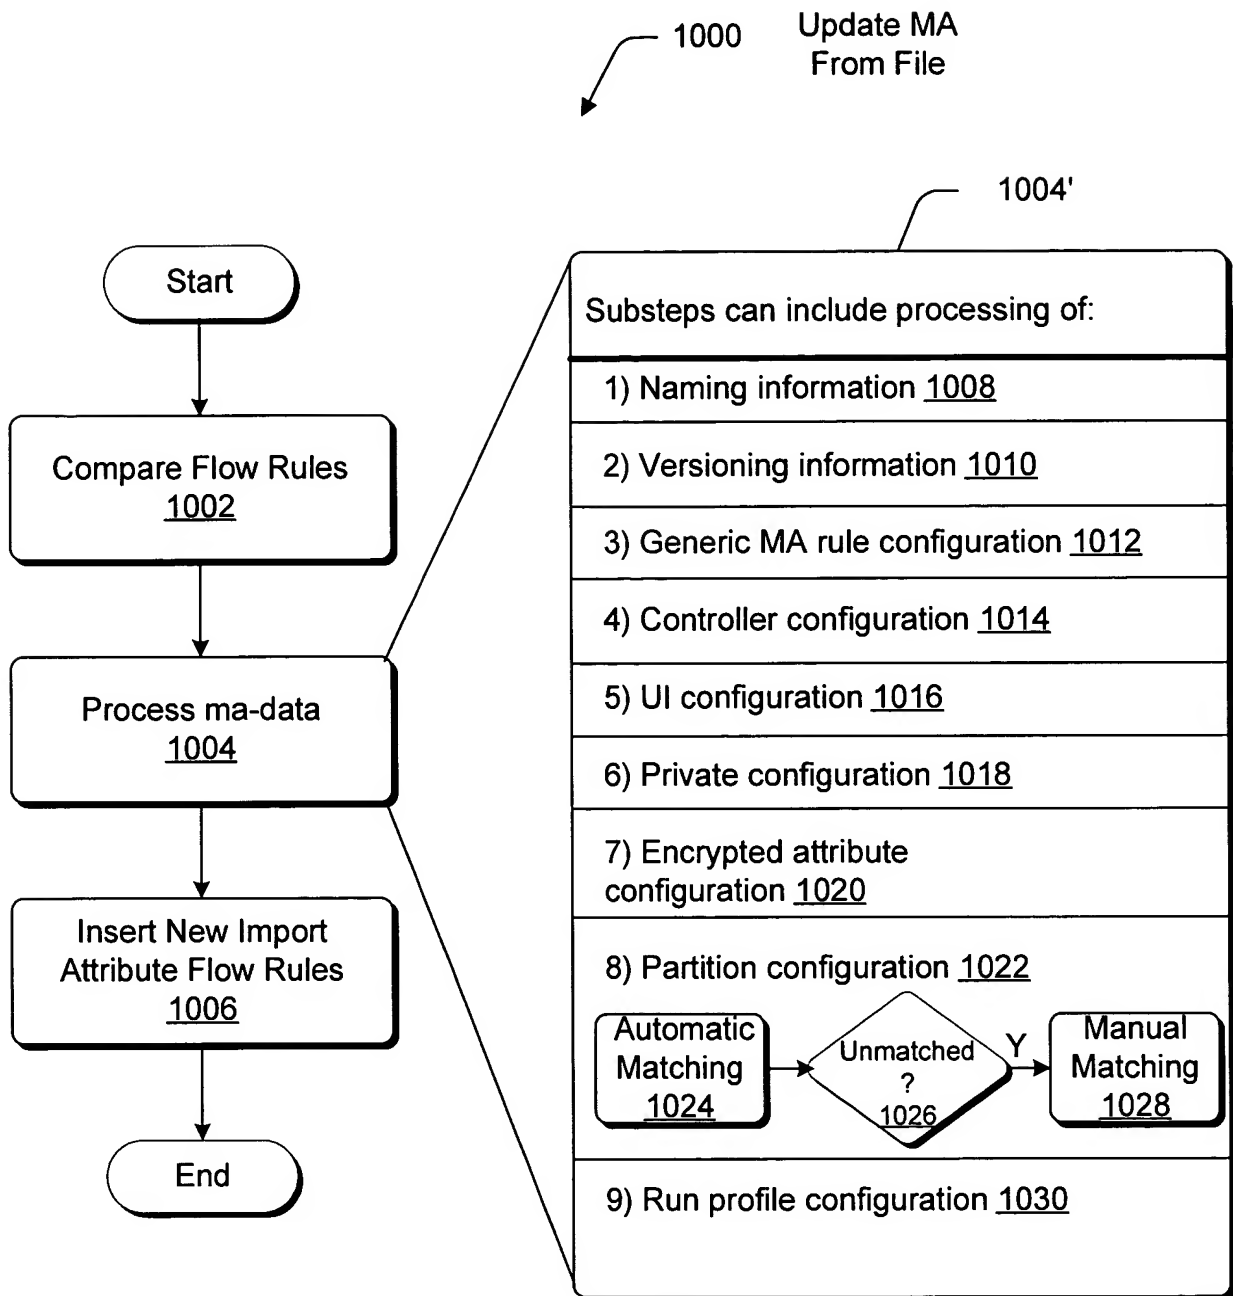 1000
Update MA
From File
1004'
Start
Compare Flow Rules
1002
Process ma-data
1004
Insert New Import
Attribute Flow Rules
1006
End
Substeps can include processing of:
1) Naming information 1008
2) Versioning information 1010
3) Generic MA rule configuration 1012
4) Controller configuration 1014
5) UI configuration 1016
6) Private configuration 1018
7) Encrypted attribute
configuration 1020
8) Partition configuration 1022
Automatic
Matching
1024
Unmatched
?
1026
Y
Manual
Matching
1028
9) Run profile configuration 1030